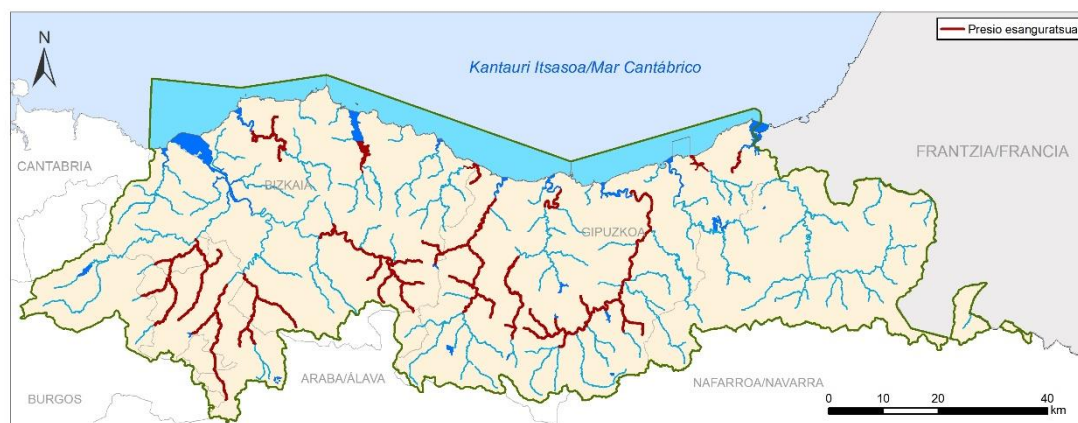 N
Presio esanguratsua
Kantauri Itsasoa/Mar Cantábrico
CANTABRIA
FRANTZIA/FRANCIA
BIZKAIA
GIPUZKOA
ARABA/ÁLAVA
NAFARROA/NAVARRA
BURGOS
0 10 20 40
km